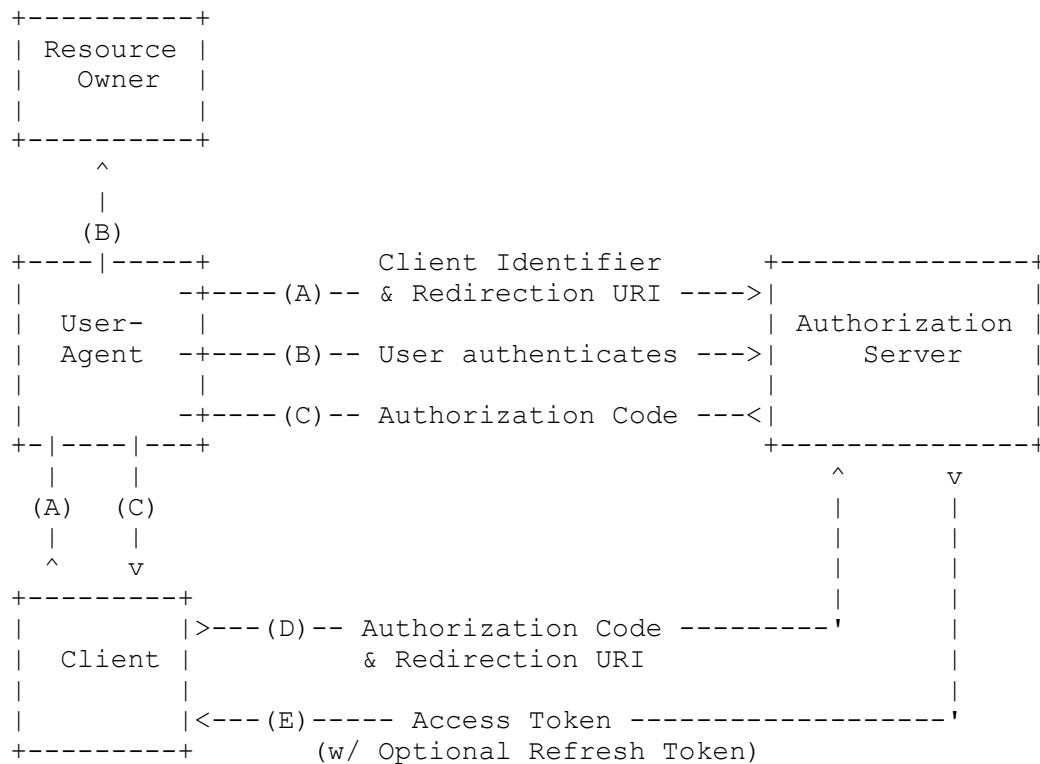 Resource
Owner
(B)
Client Identifier
(A) & Redirection URI
User-
Agent
Authorization
Server
(B) User authenticates
(C) Authorization Code
(A) (C)
(D) Authorization Code
& Redirection URI
Client
(E) Access Token
(w/ Optional Refresh Token)